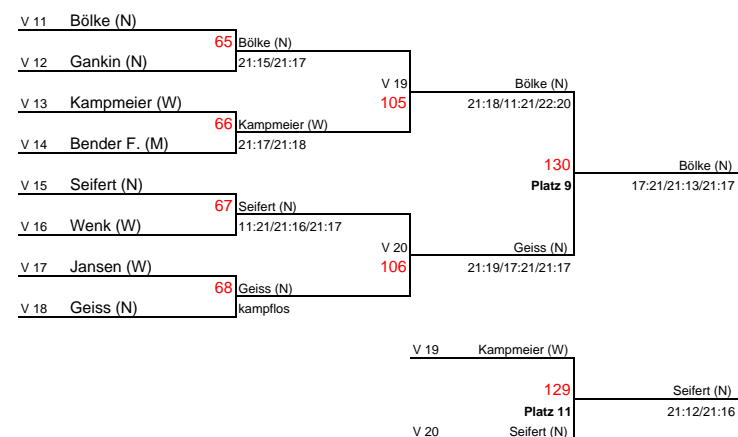 V 11 Bölke (N)
65 Bölke (N)
V 12 Gankin (N) 21:15/21:17
V 19 Bölke (N)
V 13 Kampmeier (W) 105 21:18/11:21/22:20
66 Kampmeier (W)
V 14 Bender F. (M) 21:17/21:18
130 Bölke (N)
V 15 Seifert (N) Platz 9 17:21/21:13/21:17
67 Seifert (N)
V 16 Wenk (W) 11:21/21:16/21:17
V 20 Geiss (N)
V 17 Jansen (W) 106 21:19/17:21/21:17
68 Geiss (N)
V 18 Geiss (N) kampflos
V 19 Kampmeier (W)
129 Seifert (N)
Platz 11 21:12/21:16
V 20 Seifert (N)